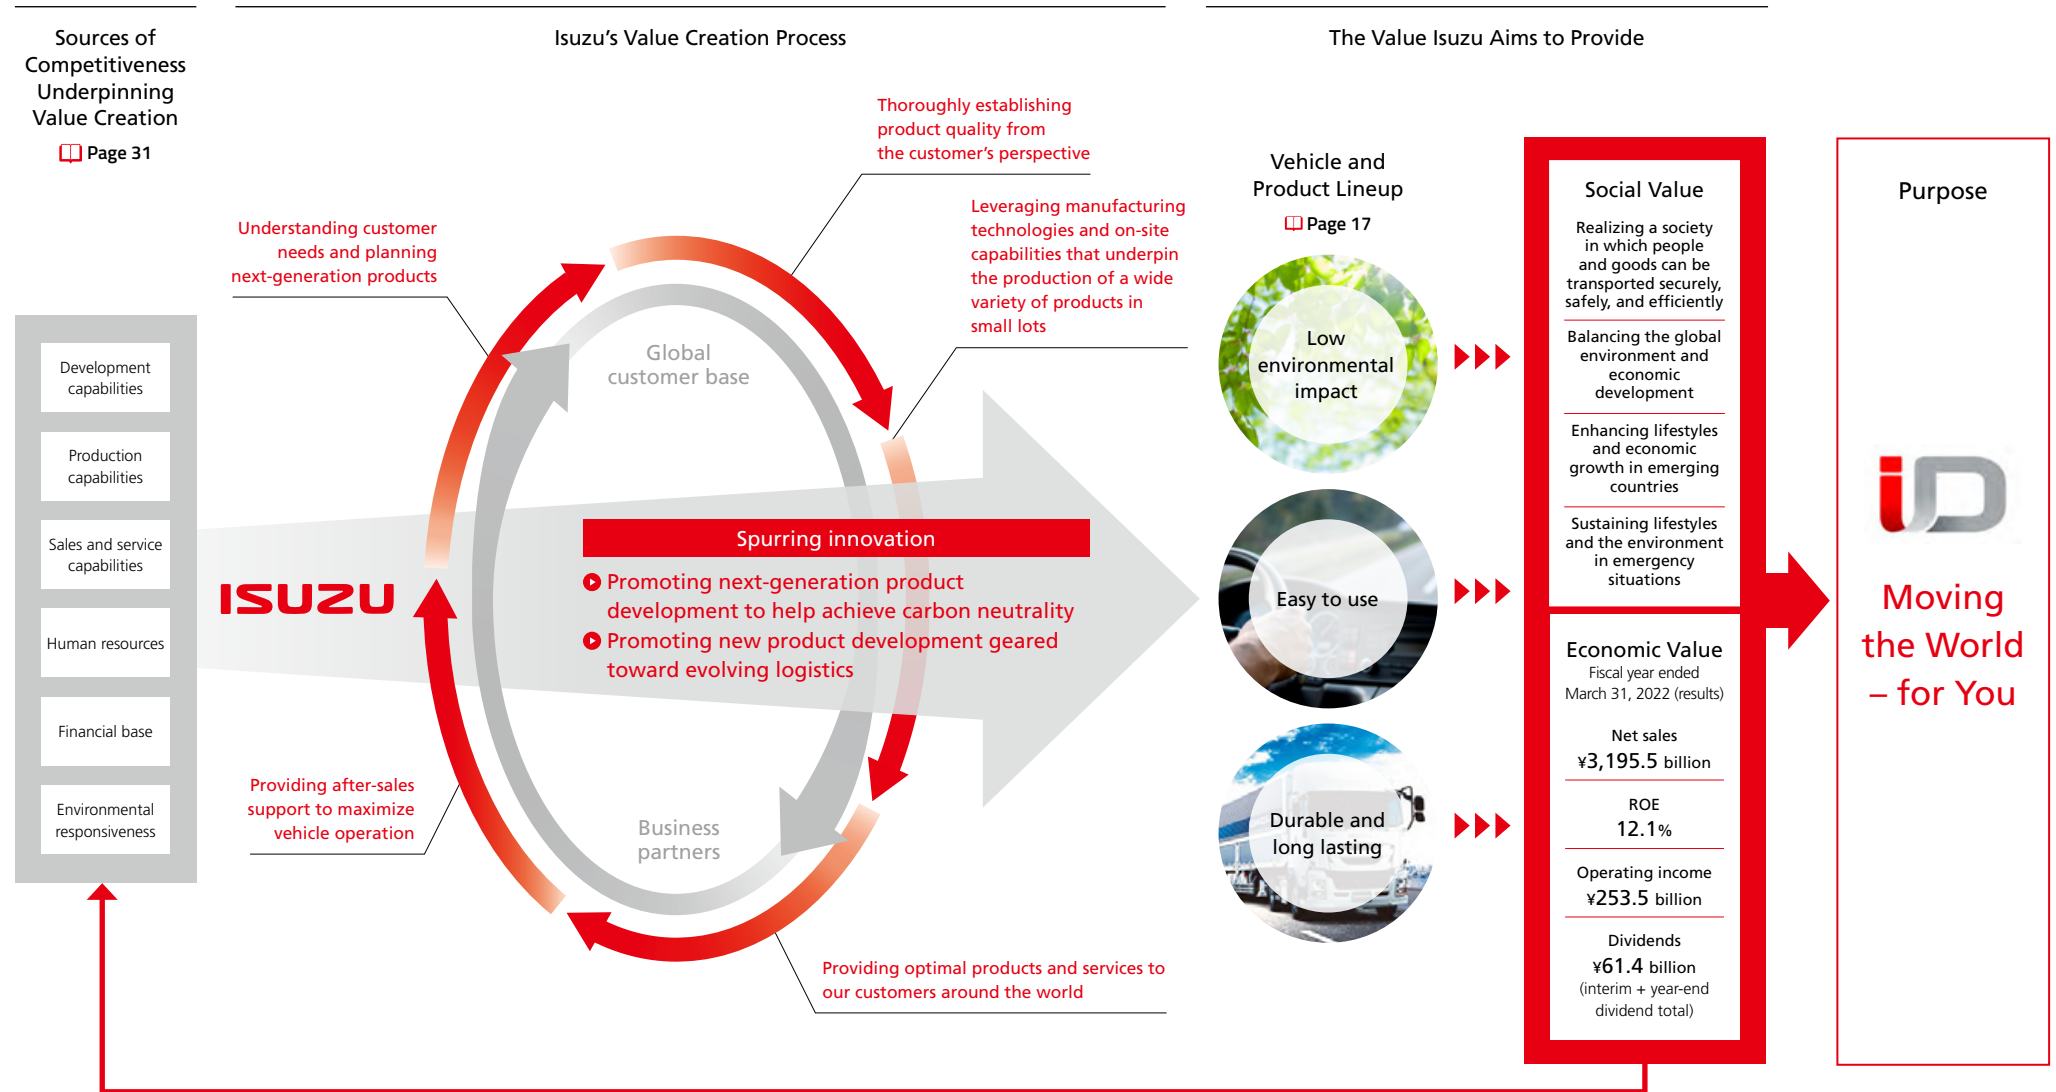 Sources of
Competitiveness
Underpinning
Value Creation
Page 31
Development
capabilities
Production
capabilities
Sales and service
capabilities
Human resources
Financial base
Environmental
responsiveness
Isuzu's Value Creation Process
ISUZU
Understanding customer
needs and planning
next-generation products
Thoroughly establishing
product quality from
the customer's perspective
Leveraging manufacturing
technologies and on-site
capabilities that underpin
the production of a wide
variety of products in
small lots
Global
customer base
Spurring innovation
Promoting next-generation product
development to help achieve carbon neutrality
Promoting new product development geared
toward evolving logistics
Business
partners
Providing after-sales
support to maximize
vehicle operation
Providing optimal products and services to
our customers around the world
The Value Isuzu Aims to Provide
Vehicle and
Product Lineup
Page 17
Low
environmental
impact
Easy to use
Durable and
long lasting
Social Value
Realizing a society
in which people
and goods can be
transported securely,
safely, and efficiently
Balancing the global
environment and
economic
development
Enhancing lifestyles
and economic
growth in emerging
countries
Sustaining lifestyles
and the environment
in emergency
situations
Economic Value
Fiscal year ended
March 31, 2022 (results)
Net sales
¥3,195.5 billion
ROE
12.1%
Operating income
¥253.5 billion
Dividends
¥61.4 billion
(interim + year-end
dividend total)
Purpose
iD
Moving
the World
– for You